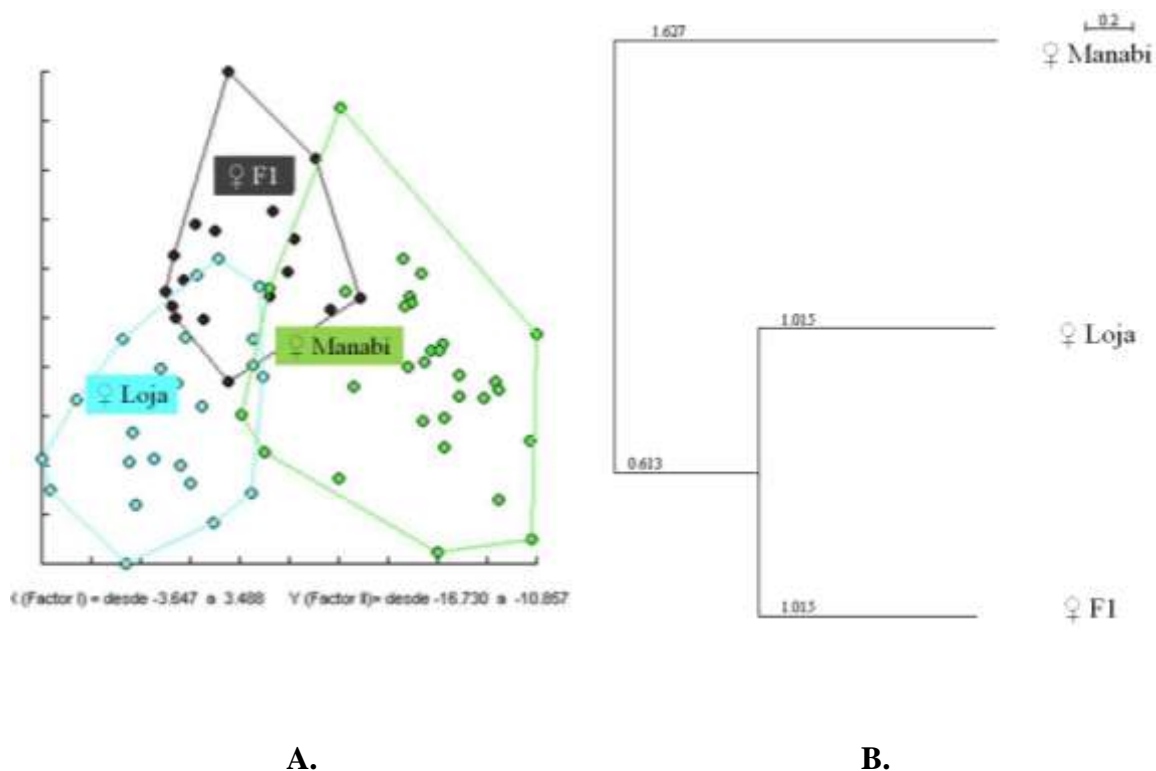 1.627
0.2
♀ Manabi
♀ F1
♀ Manabi
♀ Loja
1.015
♀ Loja
0.613
1.015
♀ F1
(Factor I) = desde -3.647 a 3.488 Y (Factor II)= desde -16.730 a -10.857
A. B.